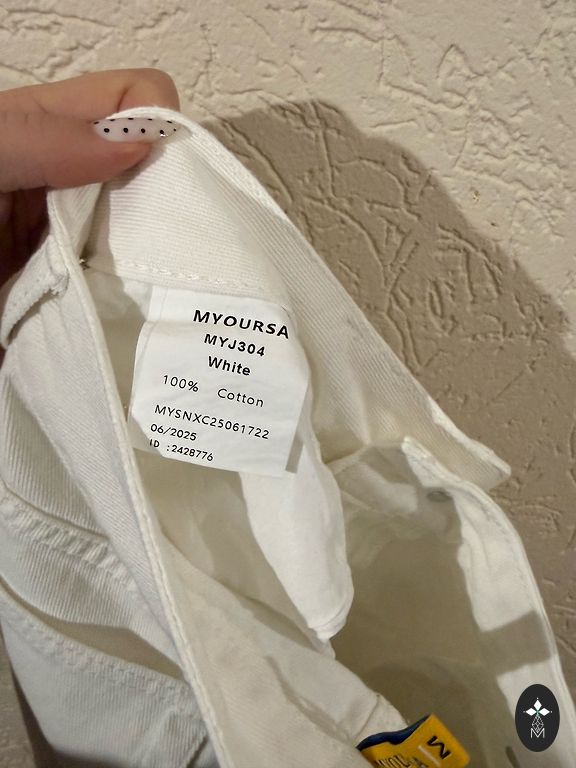 MYOURSA
MYJ304
White
100% Cotton
MYSNXC25061722
06/2025
ID :2428776
M
M